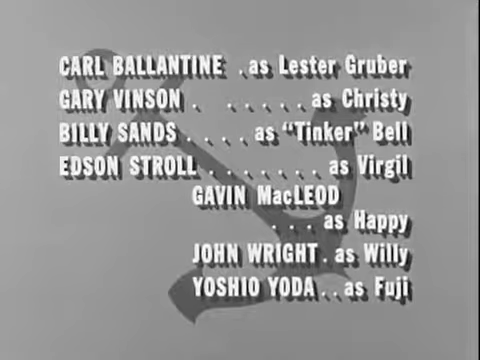 CARL BALLANTINE . as Lester Gruber
GARY VINSON . . . . . . as Christy
BILLY SANDS . . . . as "Tinker" Bell
EDSON STROLL . . . . . . . as Virgil
GAVIN MacLEOD
. . . as Happy
JOHN WRIGHT . as Willy
YOSHIO YODA . . as Fuji